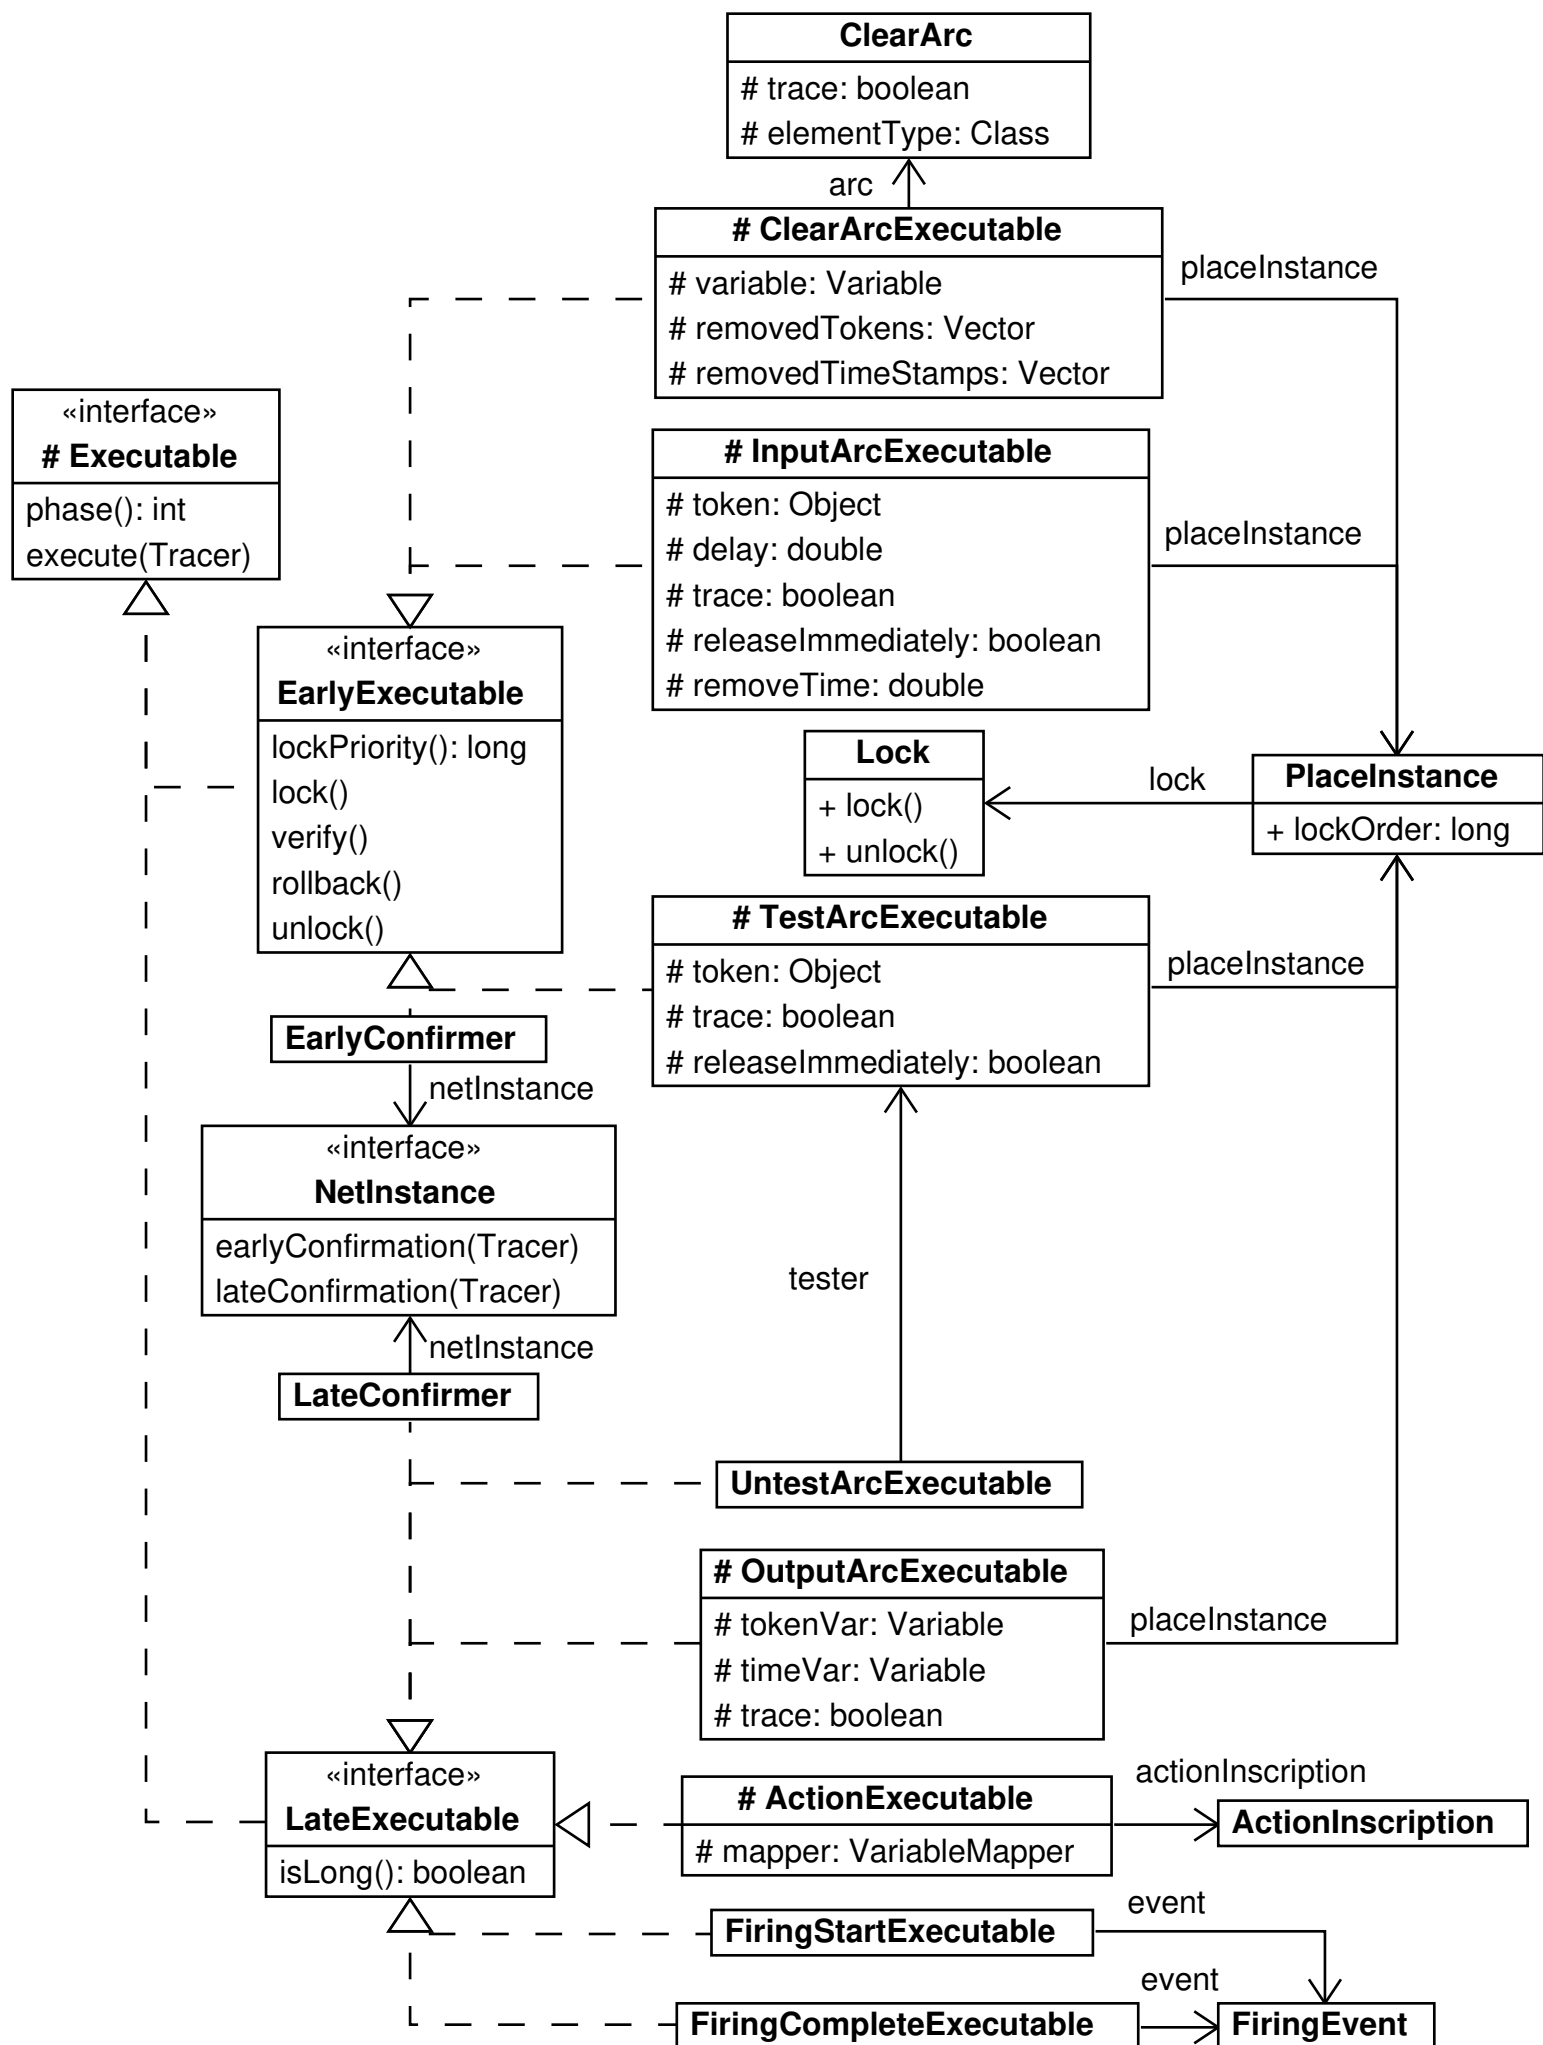 ClearArc
# trace: boolean
# elementType: Class
arc
# ClearArcExecutable
# variable: Variable
# removedTokens: Vector
# removedTimeStamps: Vector
placeInstance
«interface»
# Executable
phase(): int
execute(Tracer)
# InputArcExecutable
# token: Object
# delay: double
# trace: boolean
# releaseImmediately: boolean
# removeTime: double
placeInstance
«interface»
EarlyExecutable
lockPriority(): long
lock()
verify()
rollback()
unlock()
Lock
+ lock()
+ unlock()
lock
PlaceInstance
+ lockOrder: long
# TestArcExecutable
# token: Object
# trace: boolean
# releaseImmediately: boolean
placeInstance
EarlyConfirmer
netInstance
«interface»
NetInstance
earlyConfirmation(Tracer)
lateConfirmation(Tracer)
tester
netInstance
LateConfirmer
UntestArcExecutable
# OutputArcExecutable
# tokenVar: Variable
# timeVar: Variable
# trace: boolean
placeInstance
«interface»
LateExecutable
isLong(): boolean
# ActionExecutable
# mapper: VariableMapper
actionInscription
ActionInscription
FiringStartExecutable
event
FiringCompleteExecutable
event
FiringEvent